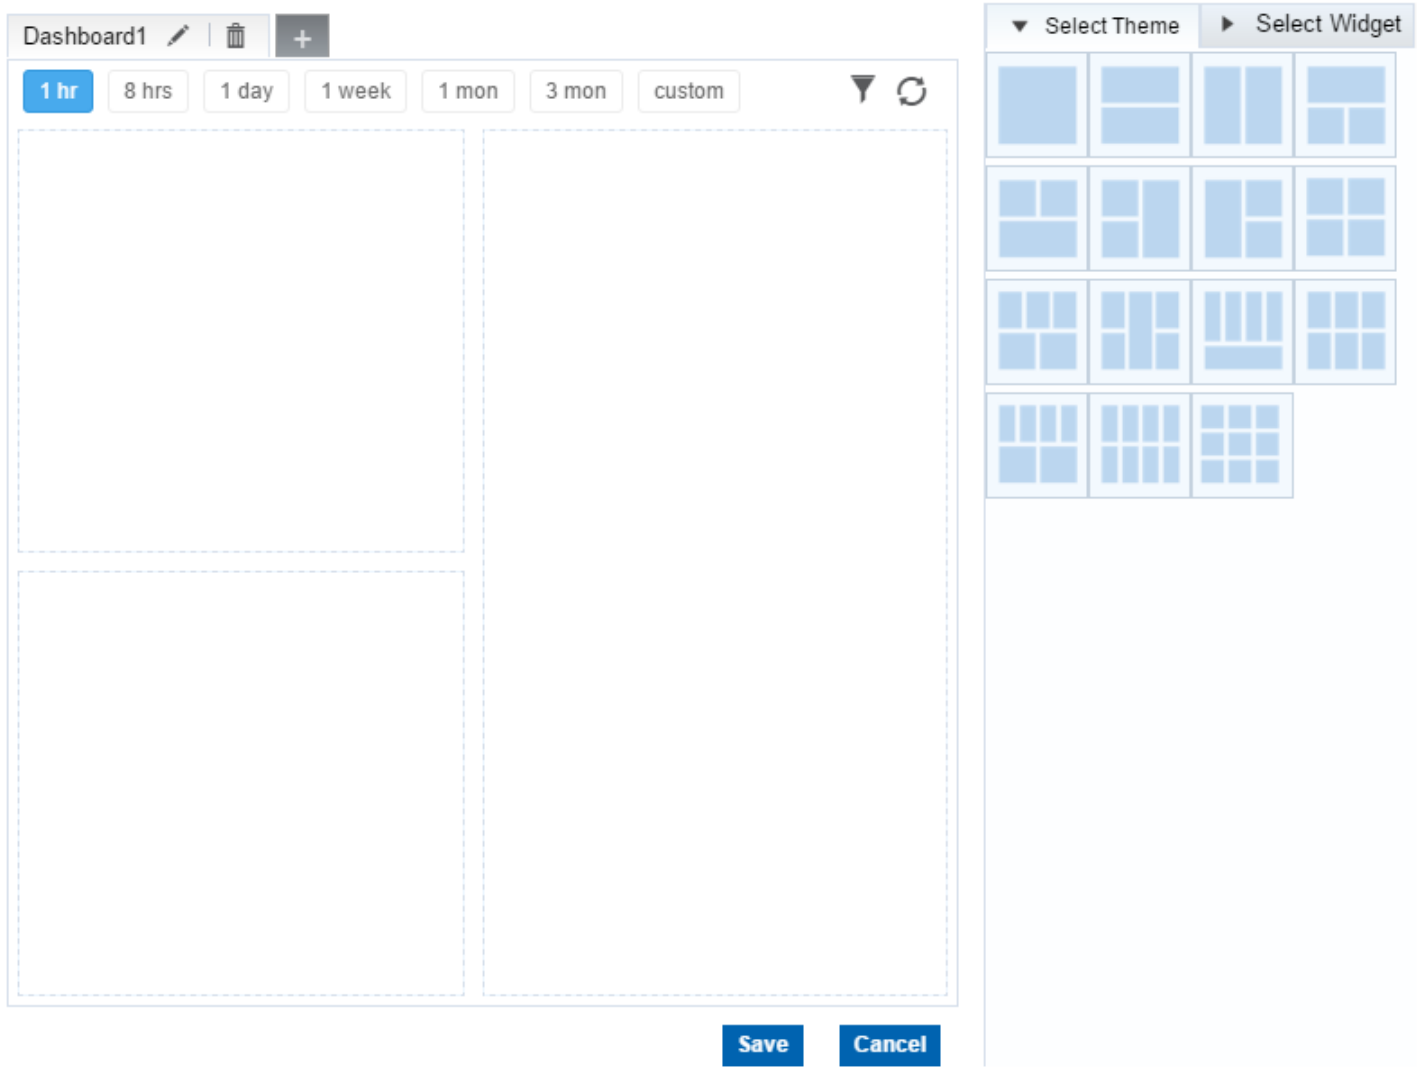 Dashboard1
+
Select Theme
Select Widget
1 hr
8 hrs
1 day
1 week
1 mon
3 mon
custom
Save
Cancel